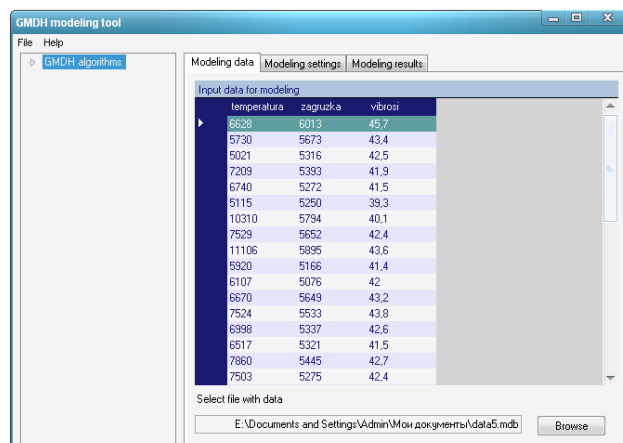 GMDH modeling tool
File Help
GMDH algorithms
Modeling data Modeling settings Modeling results
Input data for modeling
temperatura zagruzka vibrosi
6628 6013 45,7
5730 5673 43,4
5021 5316 42,5
7209 5393 41,9
6740 5272 41,5
5115 5250 39,3
10310 5794 40,1
7529 5652 42,4
11106 5895 43,6
5920 5166 41,4
6107 5076 42
6670 5649 43,2
7524 5533 43,8
6998 5337 42,6
6517 5321 41,5
7860 5445 42,7
7503 5275 42,4
Select file with data
E:\Documents and Settings\Admin\Мои документы\data5.mdb Browse